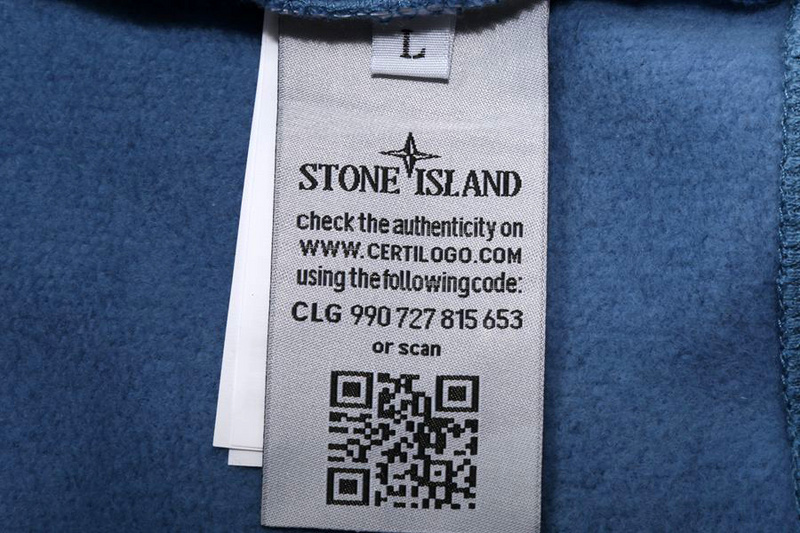 L
STONE ISLAND
check the authenticity on
WWW.CERTILOGO.COM
using the following code:
CLG 990 727 815 653
or scan